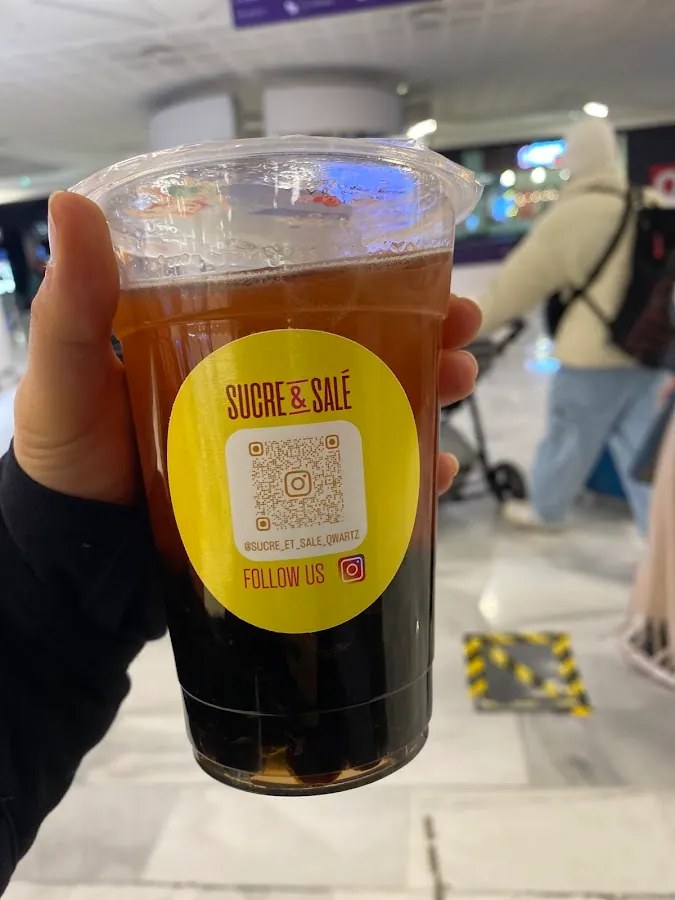 SUCRE & SALÉ
@SUCRE_ET_SALE_QWARTZ
FOLLOW US